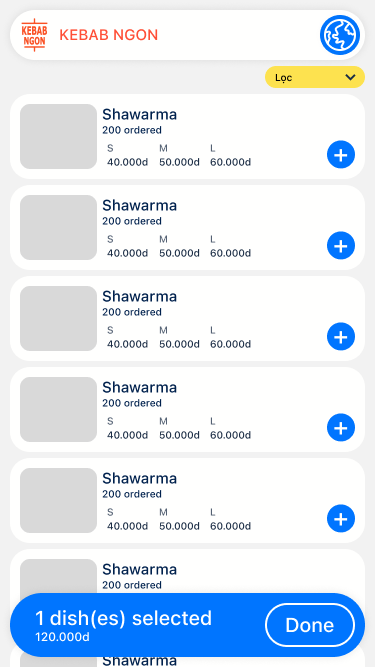 KEBAB
NGON
KEBAB NGON
Lọc
Shawarma
200 ordered
S M L
40.000d 50.000d 60.000d
Shawarma
200 ordered
S M L
40.000d 50.000d 60.000d
Shawarma
200 ordered
S M L
40.000d 50.000d 60.000d
Shawarma
200 ordered
S M L
40.000d 50.000d 60.000d
Shawarma
200 ordered
S M L
40.000d 50.000d 60.000d
Shawarma
200 ordered
1 dish(es) selected
120.000d
Done
Shawarma